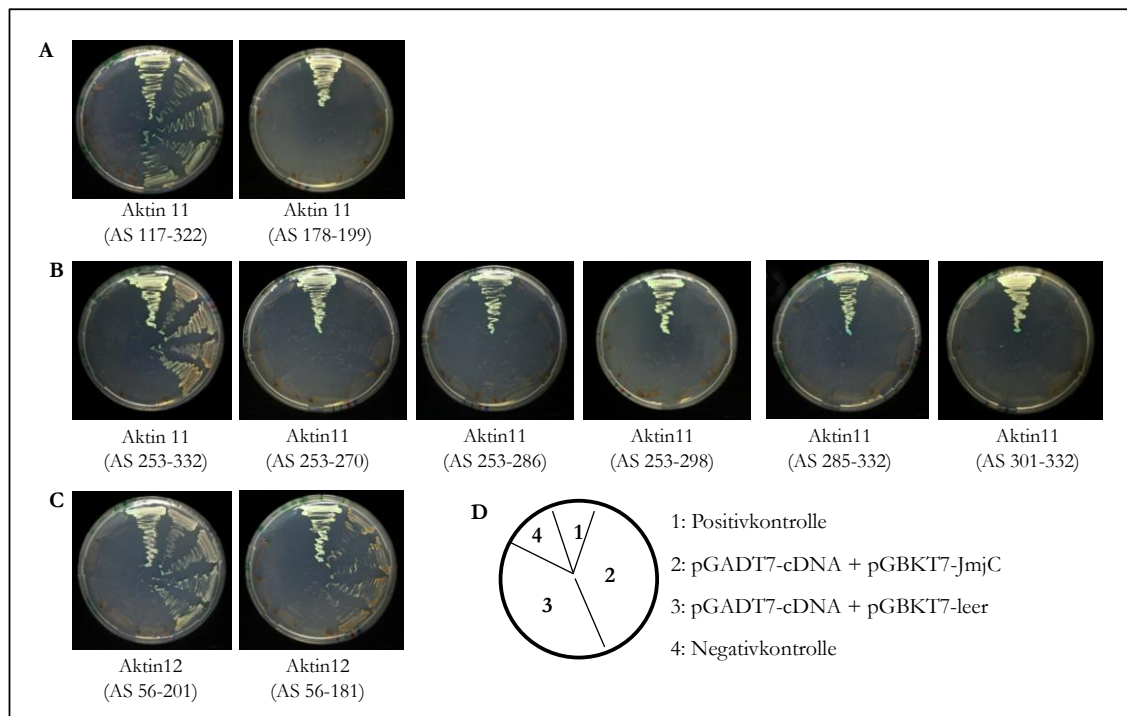 A
Aktin 11
(AS 117-322)
Aktin 11
(AS 178-199)
B
Aktin 11
(AS 253-332)
Aktin11
(AS 253-270)
Aktin11
(AS 253-286)
Aktin11
(AS 253-298)
Aktin11
(AS 285-332)
Aktin11
(AS 301-332)
C
Aktin12
(AS 56-201)
Aktin12
(AS 56-181)
D
4
1
2
3
1: Positivkontrolle
2: pGADT7-cDNA + pGBKT7-JmjC
3: pGADT7-cDNA + pGBKT7-leer
4: Negativkontrolle